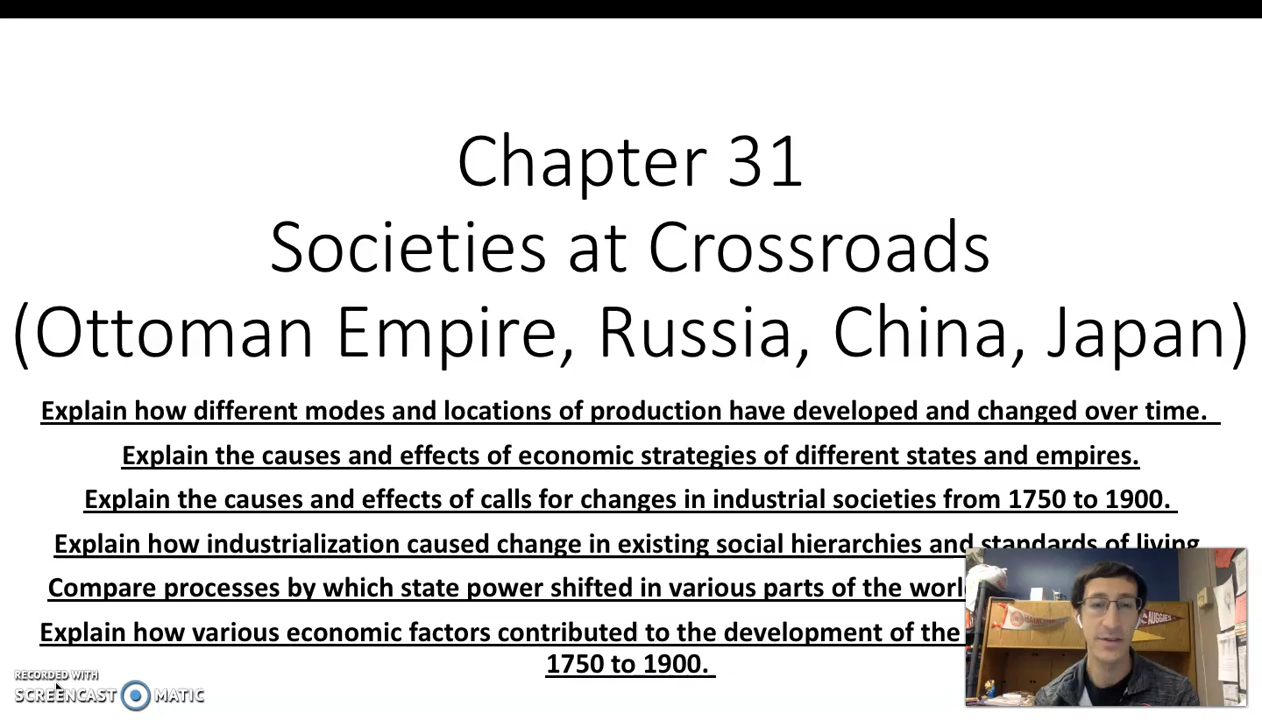 Chapter 31
Societies at Crossroads
(Ottoman Empire, Russia, China, Japan)
Explain how different modes and locations of production have developed and changed over time.
Explain the causes and effects of economic strategies of different states and empires.
Explain the causes and effects of calls for changes in industrial societies from 1750 to 1900.
Explain how industrialization caused change in existing social hierarchies and standards of living
Compare processes by which state power shifted in various parts of the
Explain how various economic factors contributed to the development of the
1750 to 1900.
RECORDED WITH
SCREENCAST MATIC
AUGGIES